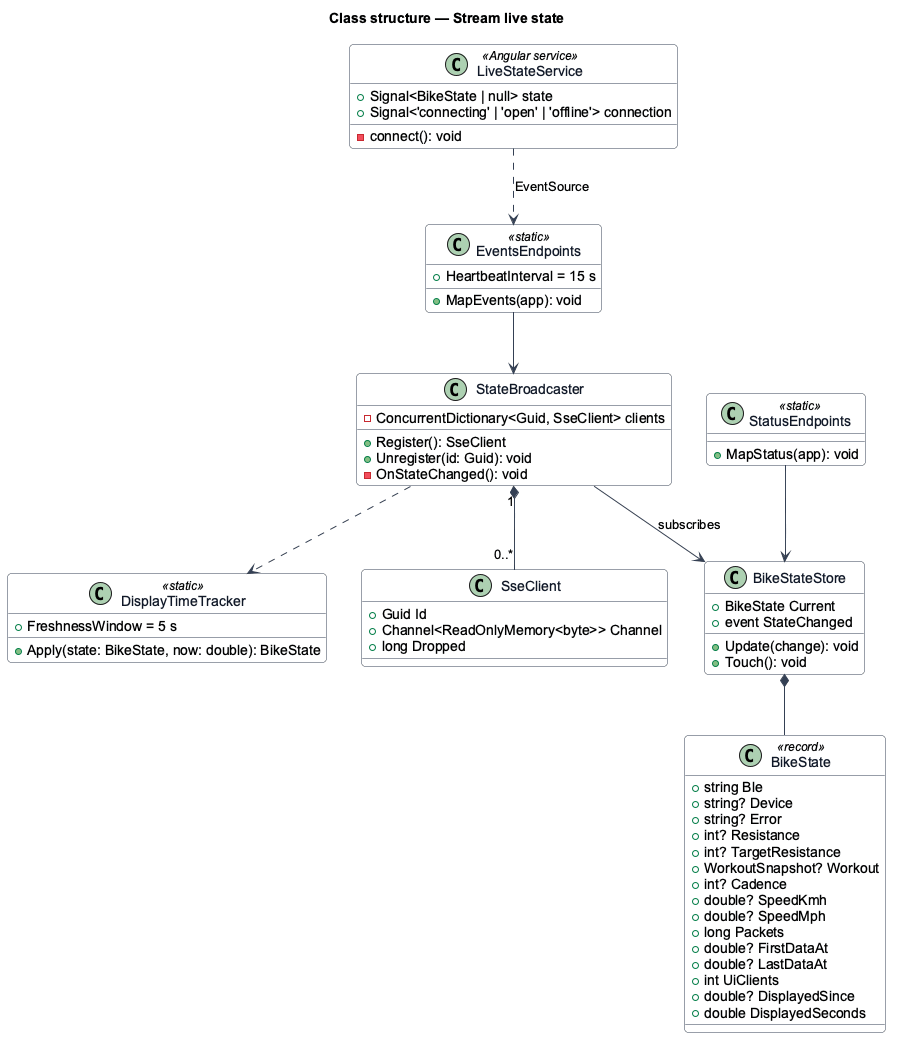 Class structure — Stream live state
C
«Angular service»
LiveStateService
Signal<BikeState | null> state
Signal<'connecting' | 'open' | 'offline'> connection
connect(): void
EventSource
C
«static»
EventsEndpoints
HeartbeatInterval = 15 s
MapEvents(app): void
C
StateBroadcaster
ConcurrentDictionary<Guid, SseClient> clients
Register(): SseClient
Unregister(id: Guid): void
OnStateChanged(): void
C
«static»
StatusEndpoints
MapStatus(app): void
1
0..*
subscribes
C
«static»
DisplayTimeTracker
FreshnessWindow = 5 s
Apply(state: BikeState, now: double): BikeState
C
SseClient
Guid Id
Channel<ReadOnlyMemory<byte>> Channel
long Dropped
C
BikeStateStore
BikeState Current
event StateChanged
Update(change): void
Touch(): void
C
«record»
BikeState
string Ble
string? Device
string? Error
int? Resistance
int? TargetResistance
WorkoutSnapshot? Workout
int? Cadence
double? SpeedKmh
double? SpeedMph
long Packets
double? FirstDataAt
double? LastDataAt
int UiClients
double? DisplayedSince
double DisplayedSeconds